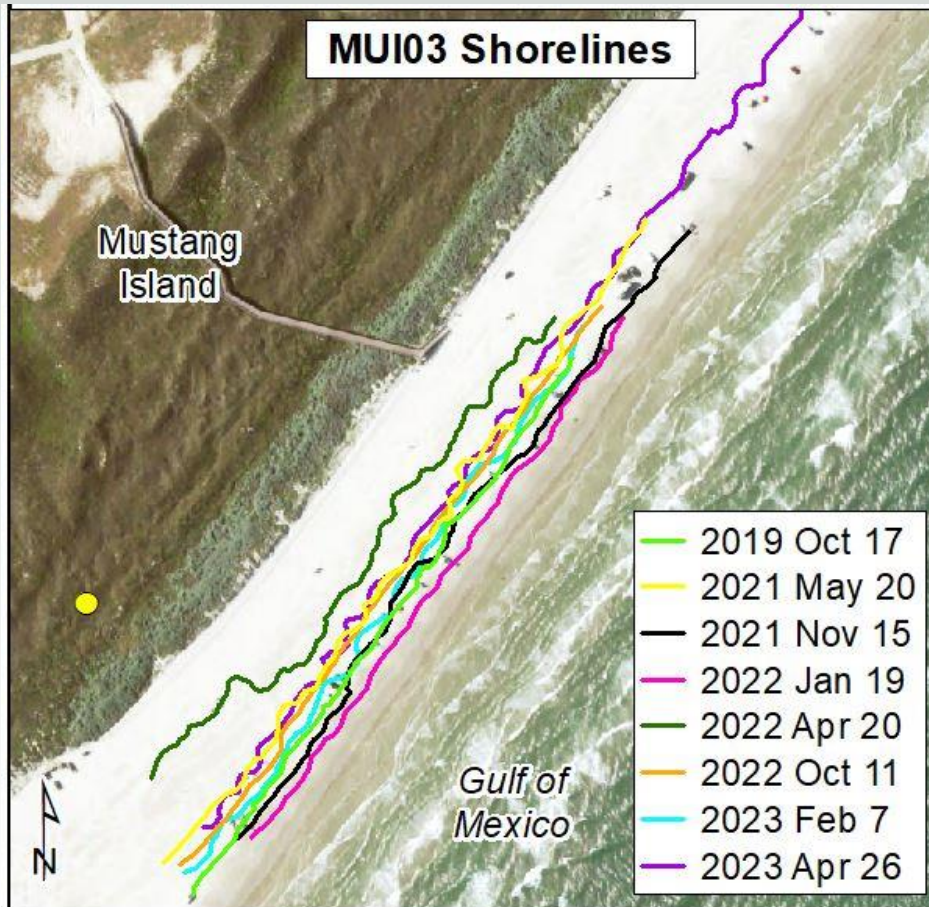 MUI03 Shorelines
Mustang
Island
Gulf of
Mexico
2019 Oct 17
2021 May 20
2021 Nov 15
2022 Jan 19
2022 Apr 20
2022 Oct 11
2023 Feb 7
2023 Apr 26
N